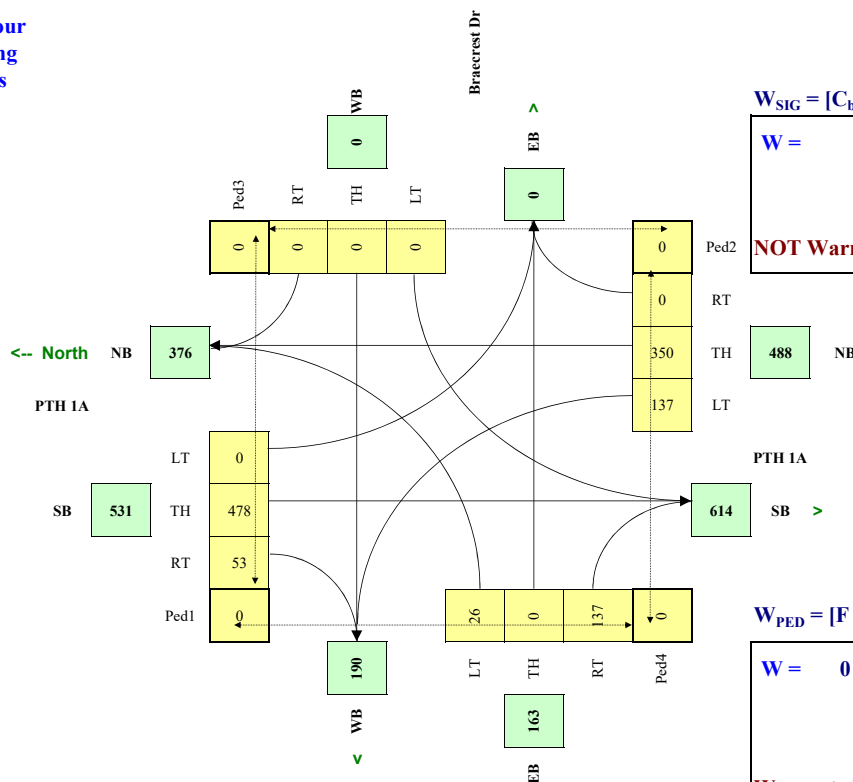 our
ng
s
Braecrest Dr
WB
0
EB
>
0
W_SIG = [C_b
W =
NOT Warr
Ped3
RT
TH
LT
0
0
0
0
0
Ped2
0
RT
<-- North
NB
376
350
TH
488
NB
137
LT
PTH 1A
LT
0
PTH 1A
SB
531
TH
478
614
SB
>
RT
53
Ped1
0
26
0
137
0
W_PED = [F
190
LT
TH
RT
Ped4
W =
0
WB
163
>
EB